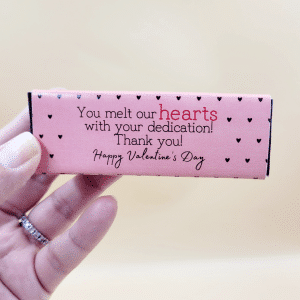 You melt our hearts
with your dedication!
Thank you!
Happy Valentine's Day